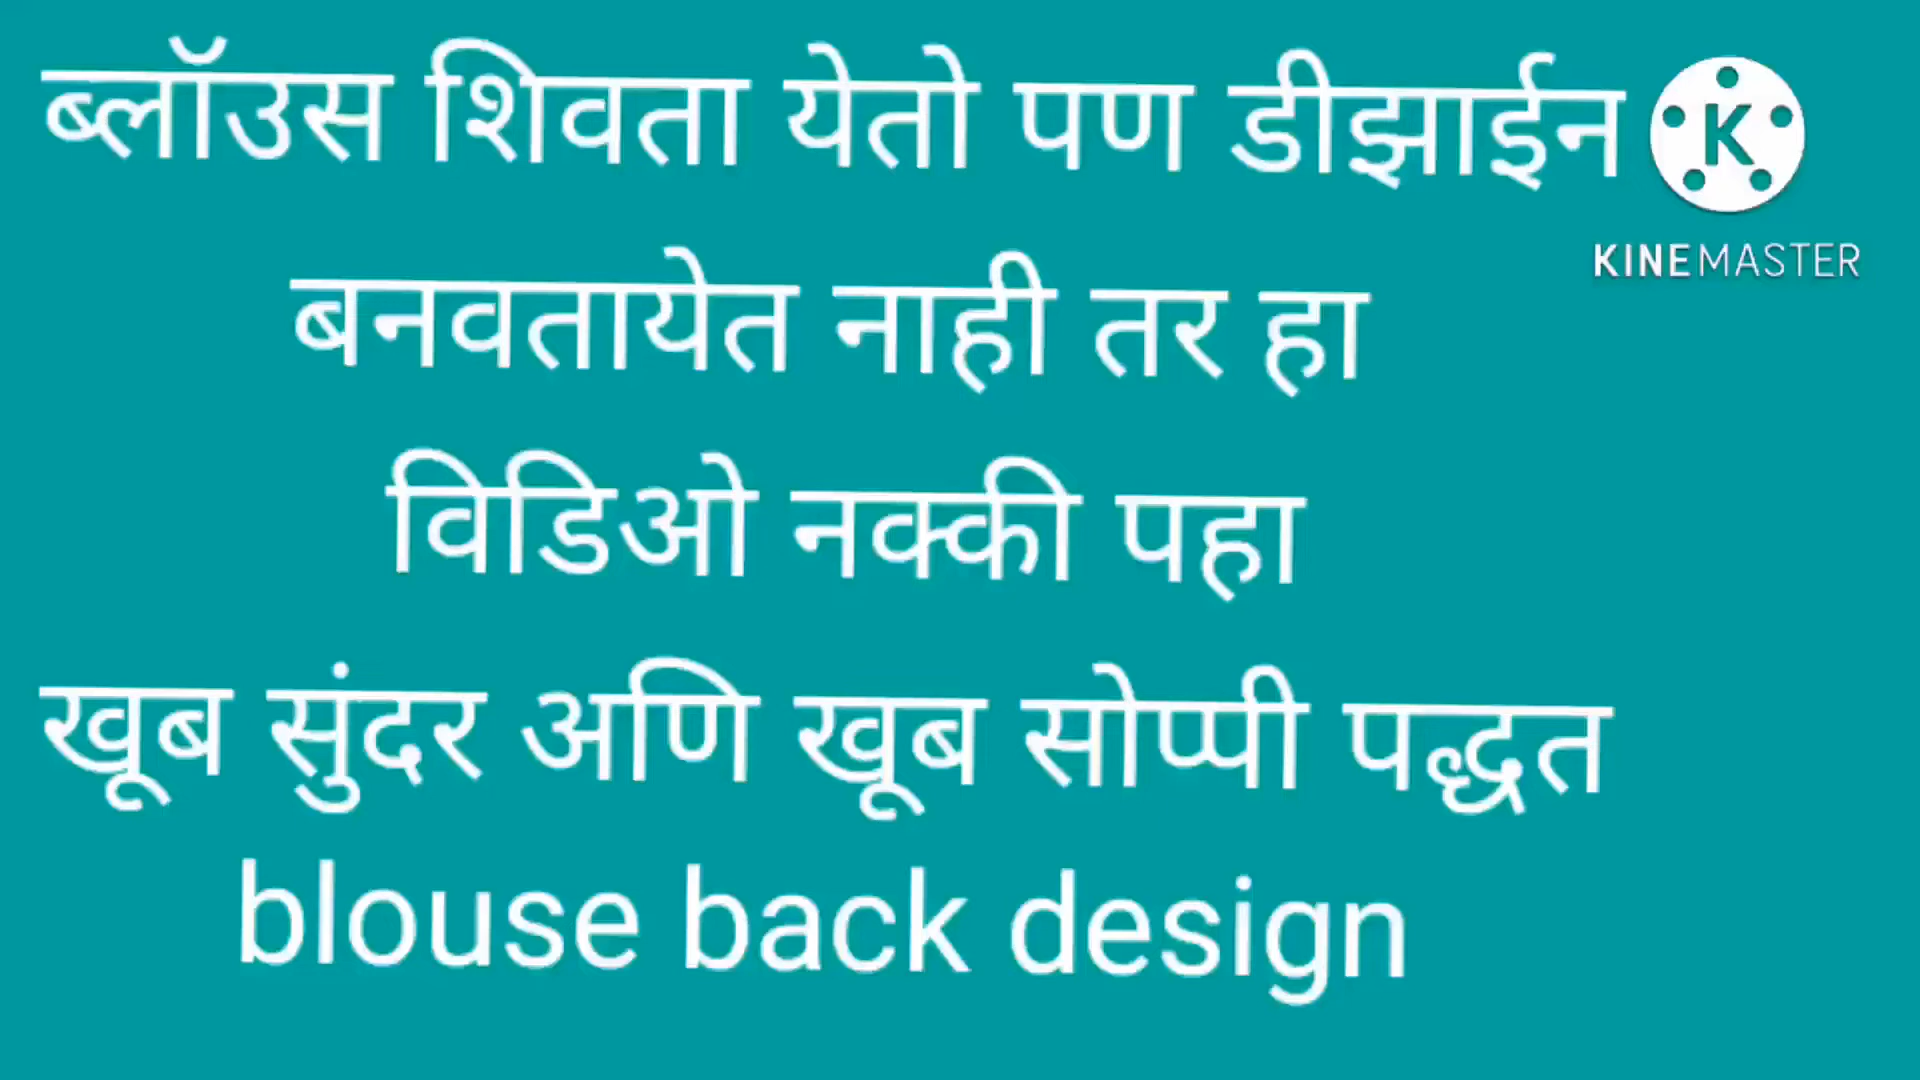 ब्लॉउस शिवता येतो पण डीझाईन
बनवतायेत नाही तर हा
विडिओ नक्की पहा
खूब सुंदर अणि खूब सोप्पी पद्धत
blouse back design
K
KINEMASTER